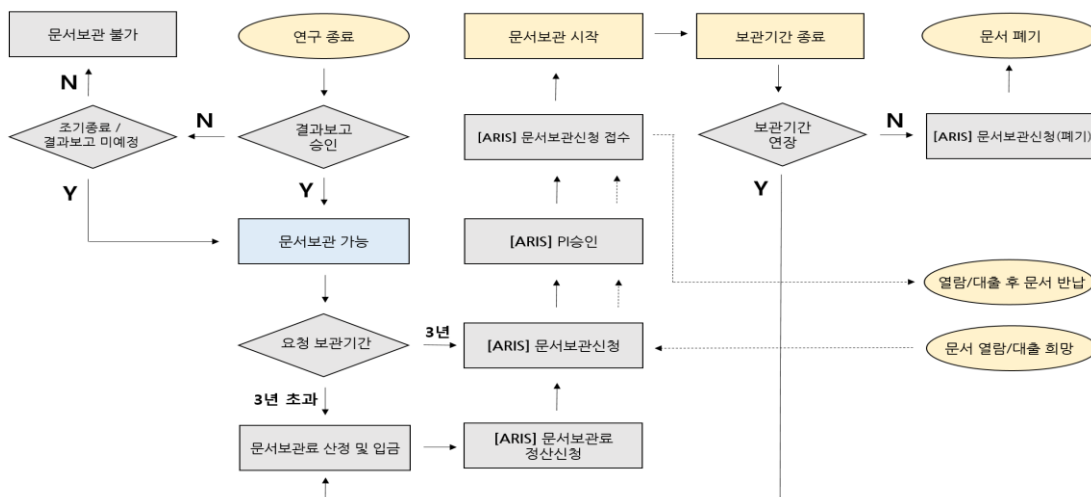 문서보관 불가
연구 종료
문서보관 시작
보관기간 종료
문서 폐기
N
조기종료 /
결과보고 미예정
N
결과보고
승인
[ARIS] 문서보관신청 접수
보관기간
연장
N
[ARIS] 문서보관신청(폐기)
Y
Y
Y
문서보관 가능
[ARIS] PI승인
열람/대출 후 문서 반납
요청 보관기간
3년
[ARIS] 문서보관신청
문서 열람/대출 희망
3년 초과
문서보관료 산정 및 입금
[ARIS] 문서보관료
정산신청